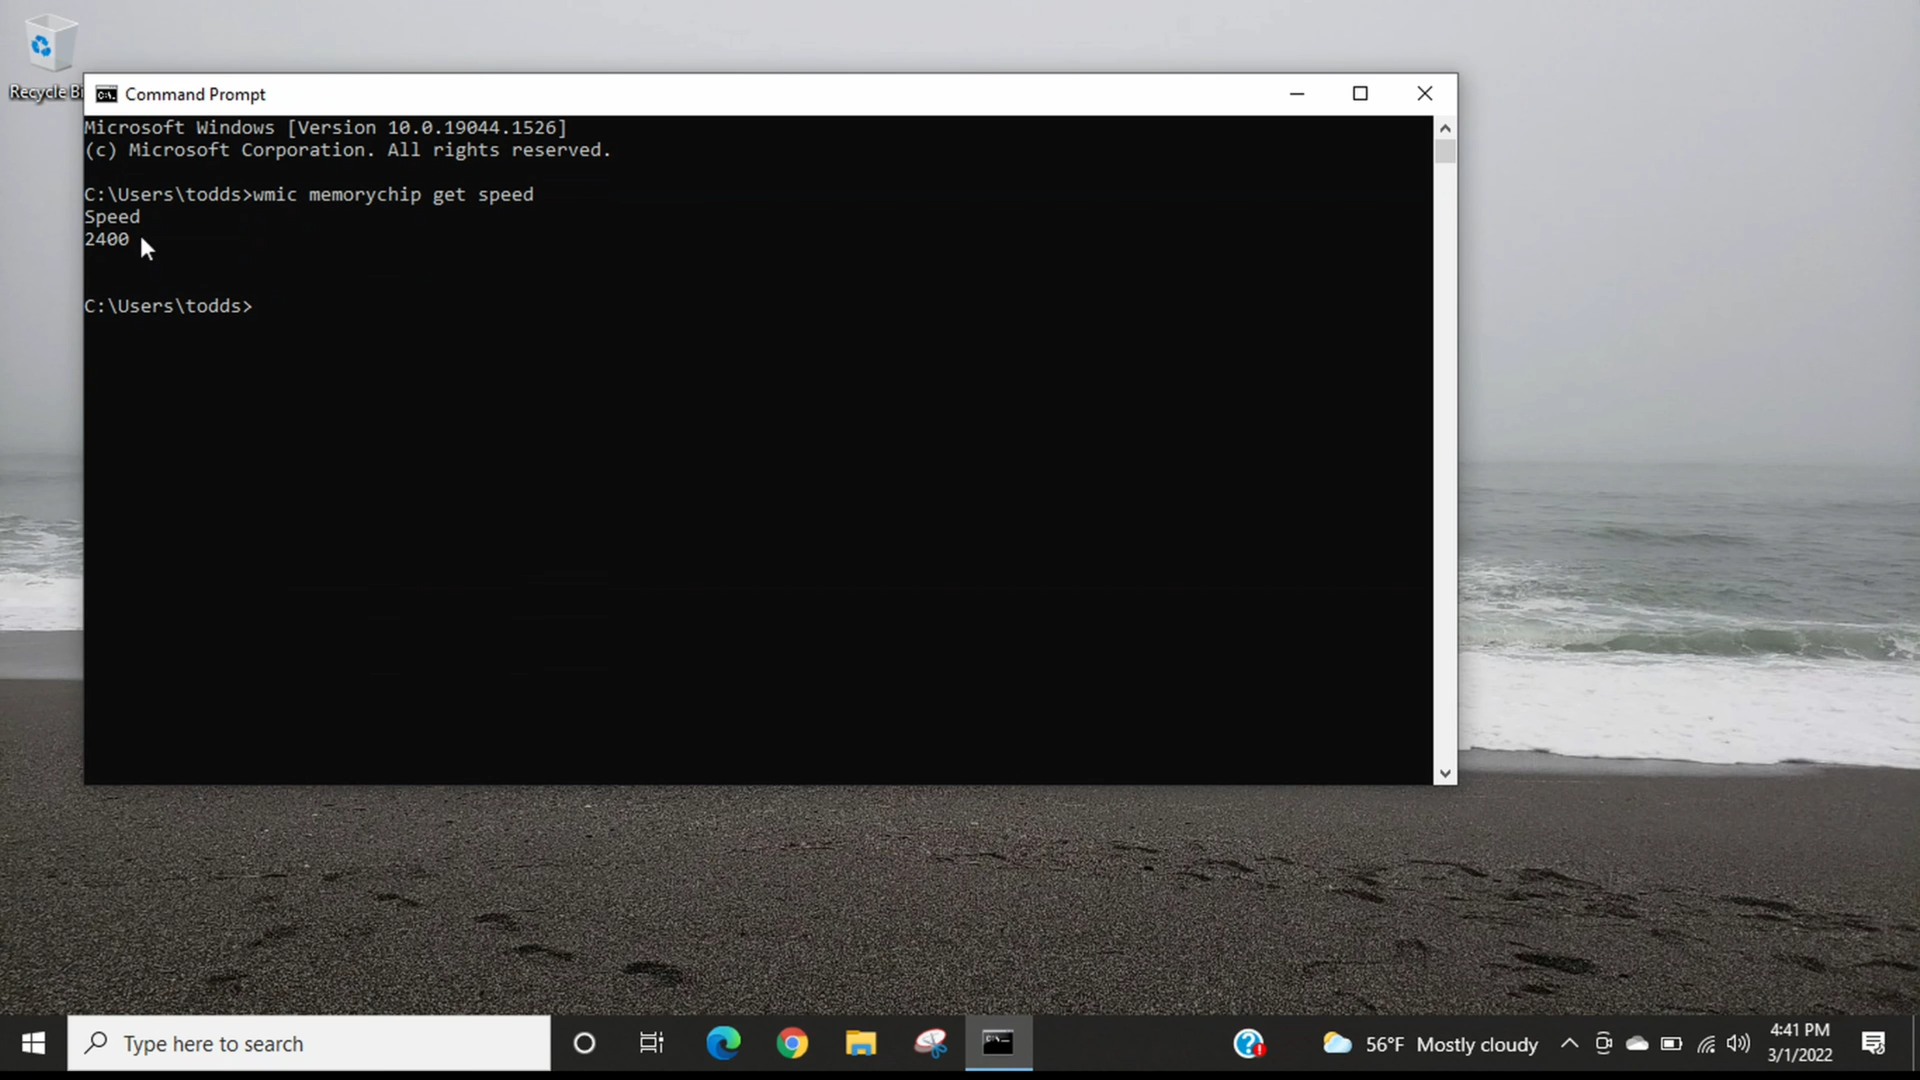 Recycle Bi
Command Prompt
Microsoft Windows [Version 10.0.19044.1526]
(c) Microsoft Corporation. All rights reserved.
C:\Users\todds>wmic memorychip get speed
Speed
2400
C:\Users\todds>
Type here to search
56°F Mostly cloudy
4:41 PM
3/1/2022